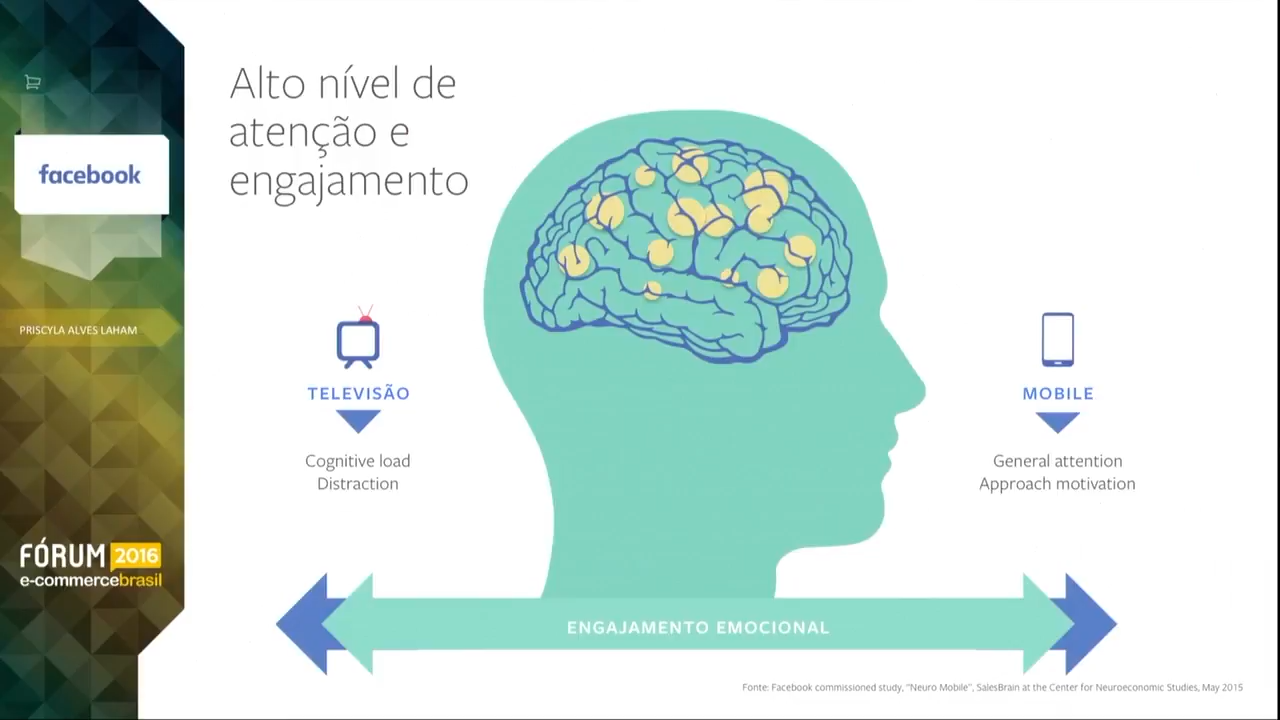 facebook
PRISCYLA ALVES LAHAM
FÓRUM 2016
e-commercebrasil
Alto nível de
atenção e
engajamento
TELEVISÃO
Cognitive load
Distraction
MOBILE
General attention
Approach motivation
ENGAJAMENTO EMOCIONAL
Fonte: Facebook commissioned study, "Neuro Mobile", SalesBrain at the Center for Neuroeconomic Studies, May 2015